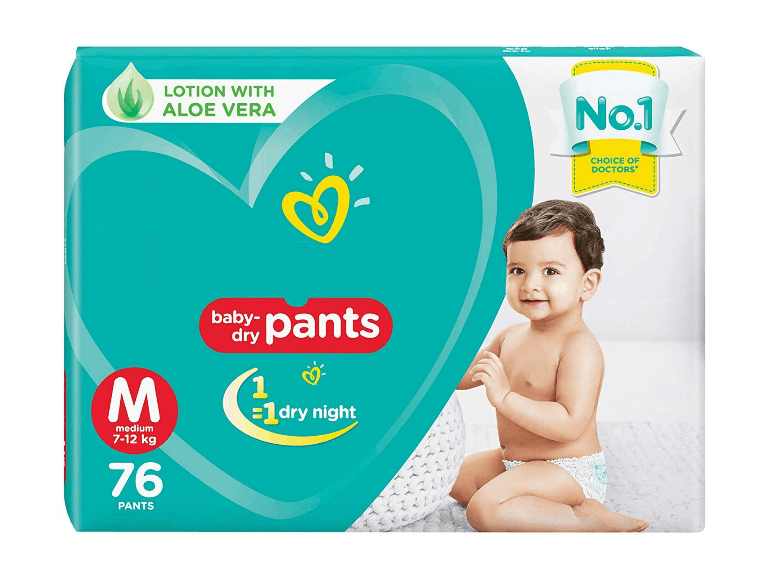 LOTION WITH
ALOE VERA
No.1
CHOICE OF
DOCTORS*
baby-
dry pants
1
=1 dry night
M
medium
7-12 kg
76
PANTS